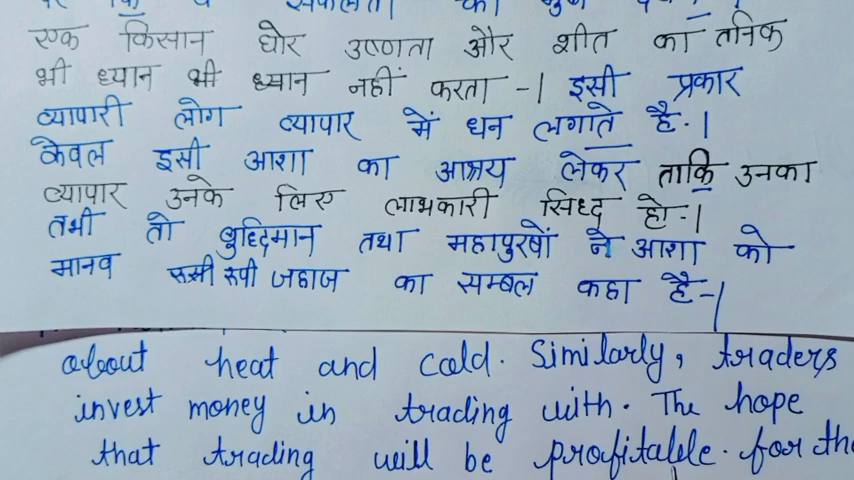 एक किसान घोर उष्णता और शीत का तनिक
भी ध्यान भी ध्यान नहीं करता -। इसी प्रकार
व्यापारी लोग व्यापार में धन लगाते है-।
केवल इसी आशा का आश्रय लेकर ताकि उनका
व्यापार उनके लिए लाभकारी सिध्द हो-।
तभी तो बुध्दिमान तथा महापुरषों ने आशा को
मानव रूपी जहाज का सम्बल कहा है-।
about heat and cold. Similarly, traders
invest money in trading with. The hope
that trading will be profitable. for